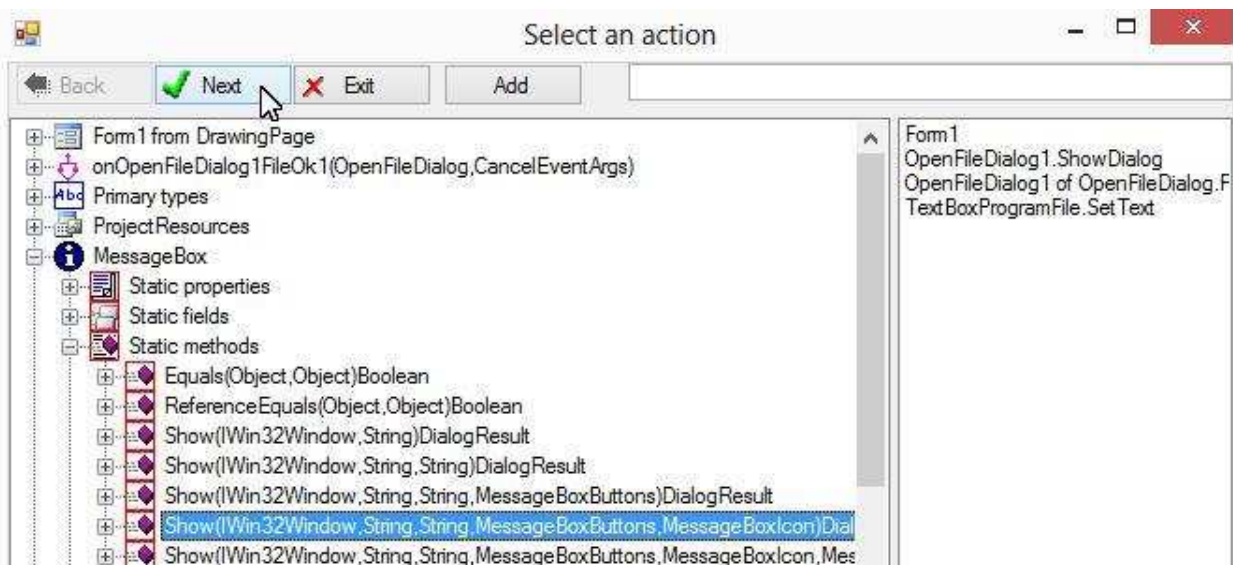 Select an action
Back Next Exit Add
Form1 from DrawingPage
onOpenFileDialog1FileOk1(OpenFileDialog,CancelEventArgs)
Primary types
ProjectResources
MessageBox
Static properties
Static fields
Static methods
Equals(Object,Object)Boolean
ReferenceEquals(Object,Object)Boolean
Show(IWin32Window,String)DialogResult
Show(IWin32Window,String,String)DialogResult
Show(IWin32Window,String,String,MessageBoxButtons)DialogResult
Show(IWin32Window,String,String,MessageBoxButtons,MessageBoxIcon)Dial
Show(IWin32Window,String,String,MessageBoxButtons,MessageBoxIcon,Mes
Form1
OpenFileDialog1.ShowDialog
OpenFileDialog1 of OpenFileDialog.F
TextBoxProgramFile.SetText